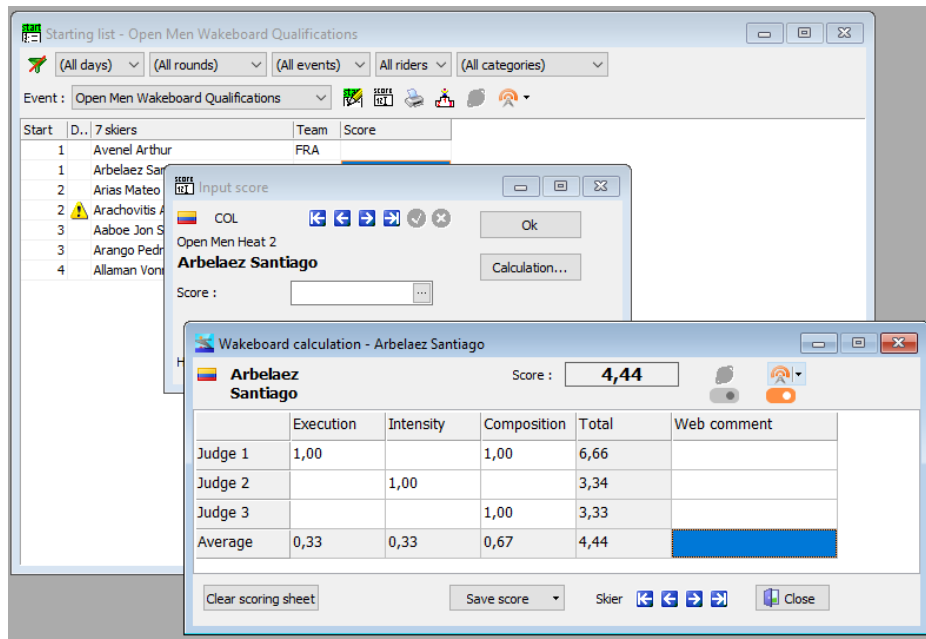 Starting list - Open Men Wakeboard Qualifications
(All days) (All rounds) (All events) All riders (All categories)
Event : Open Men Wakeboard Qualifications
Start D.. 7 skiers Team Score
1 Avenel Arthur FRA
1 Arbelaez
2 Arias Mateo
2 Arachovitis
3 Aaboe Jon S
3 Arango Pedr
4 Allaman Von
Input score
COL
Ok
Open Men Heat 2
Arbelaez Santiago
Calculation...
Score :
H
Wakeboard calculation - Arbelaez Santiago
Arbelaez
Santiago
Score : 4,44
Execution Intensity Composition Total Web comment
Judge 1 1,00 1,00 6,66
Judge 2 1,00 3,34
Judge 3 1,00 3,33
Average 0,33 0,33 0,67 4,44
Clear scoring sheet Save score Skier Close